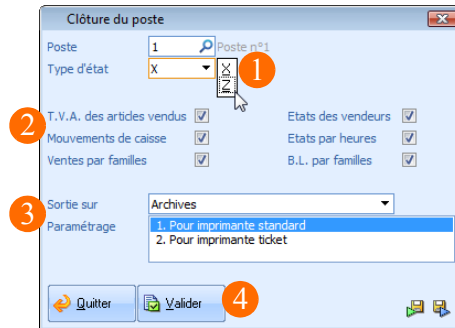 Clôture du poste
Poste 1 Poste n°1
Type d'état X X 1
Z
2 T.V.A. des articles vendus Etats des vendeurs
Mouvements de caisse Etats par heures
Ventes par familles B.L. par familles
3 Sortie sur Archives
Paramétrage 1. Pour imprimante standard
2. Pour imprimante ticket
Quitter Valider 4